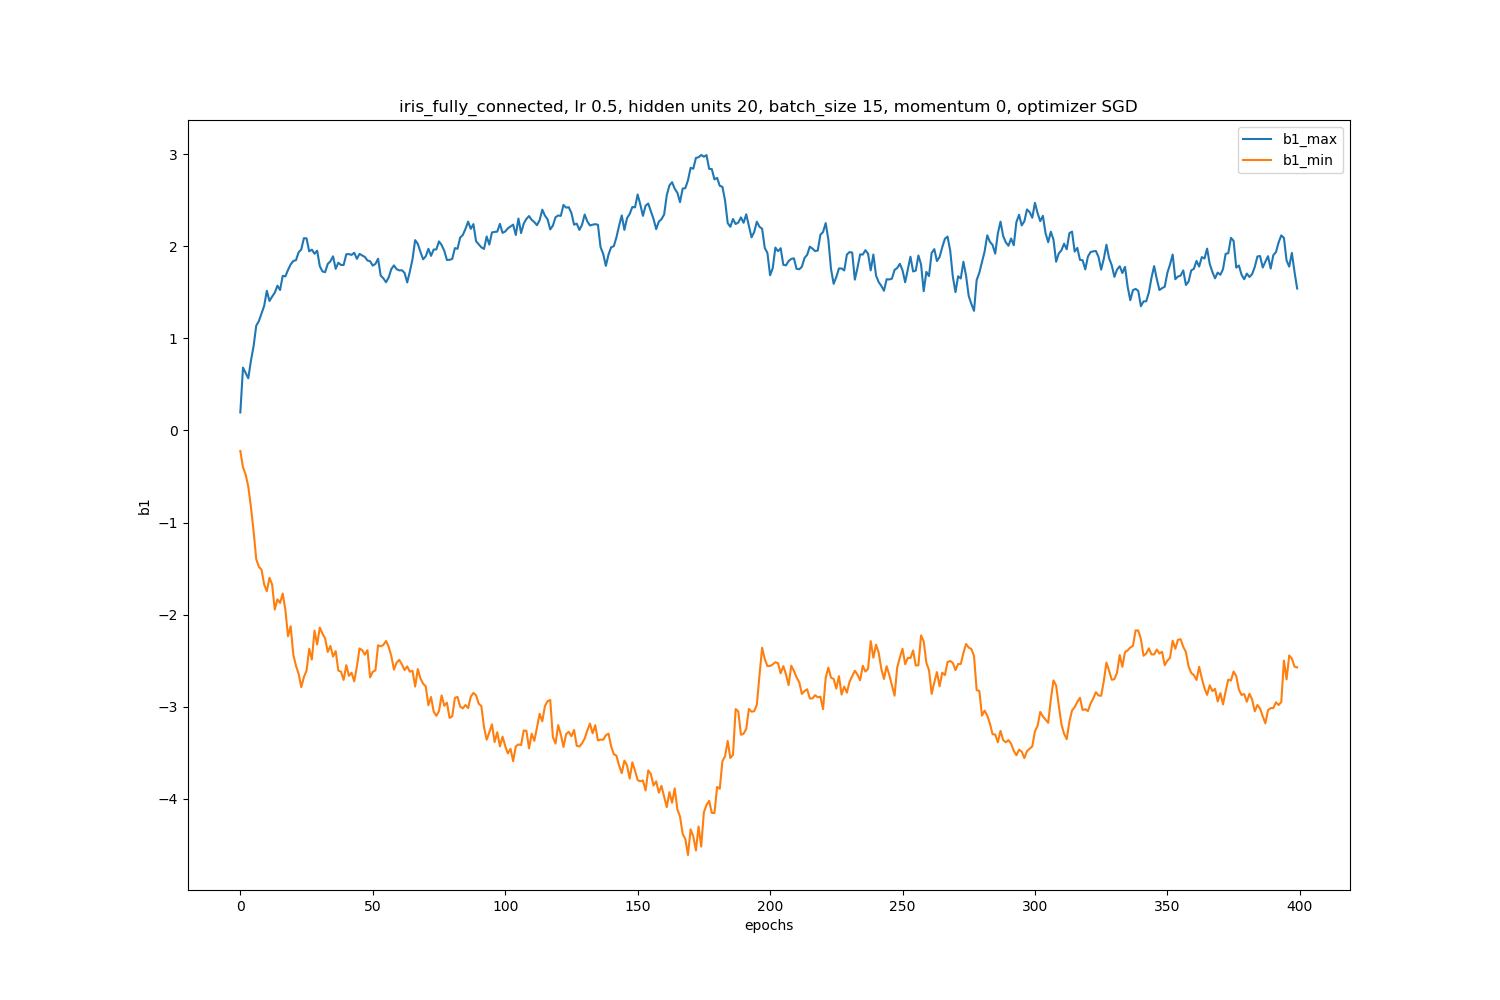 iris_fully_connected, lr 0.5, hidden units 20, batch_size 15, momentum 0, optimizer SGD
b1_max
b1_min
3
2
1
0
−1
−2
−3
−4
b1
0 50 100 150 200 250 300 350 400
epochs